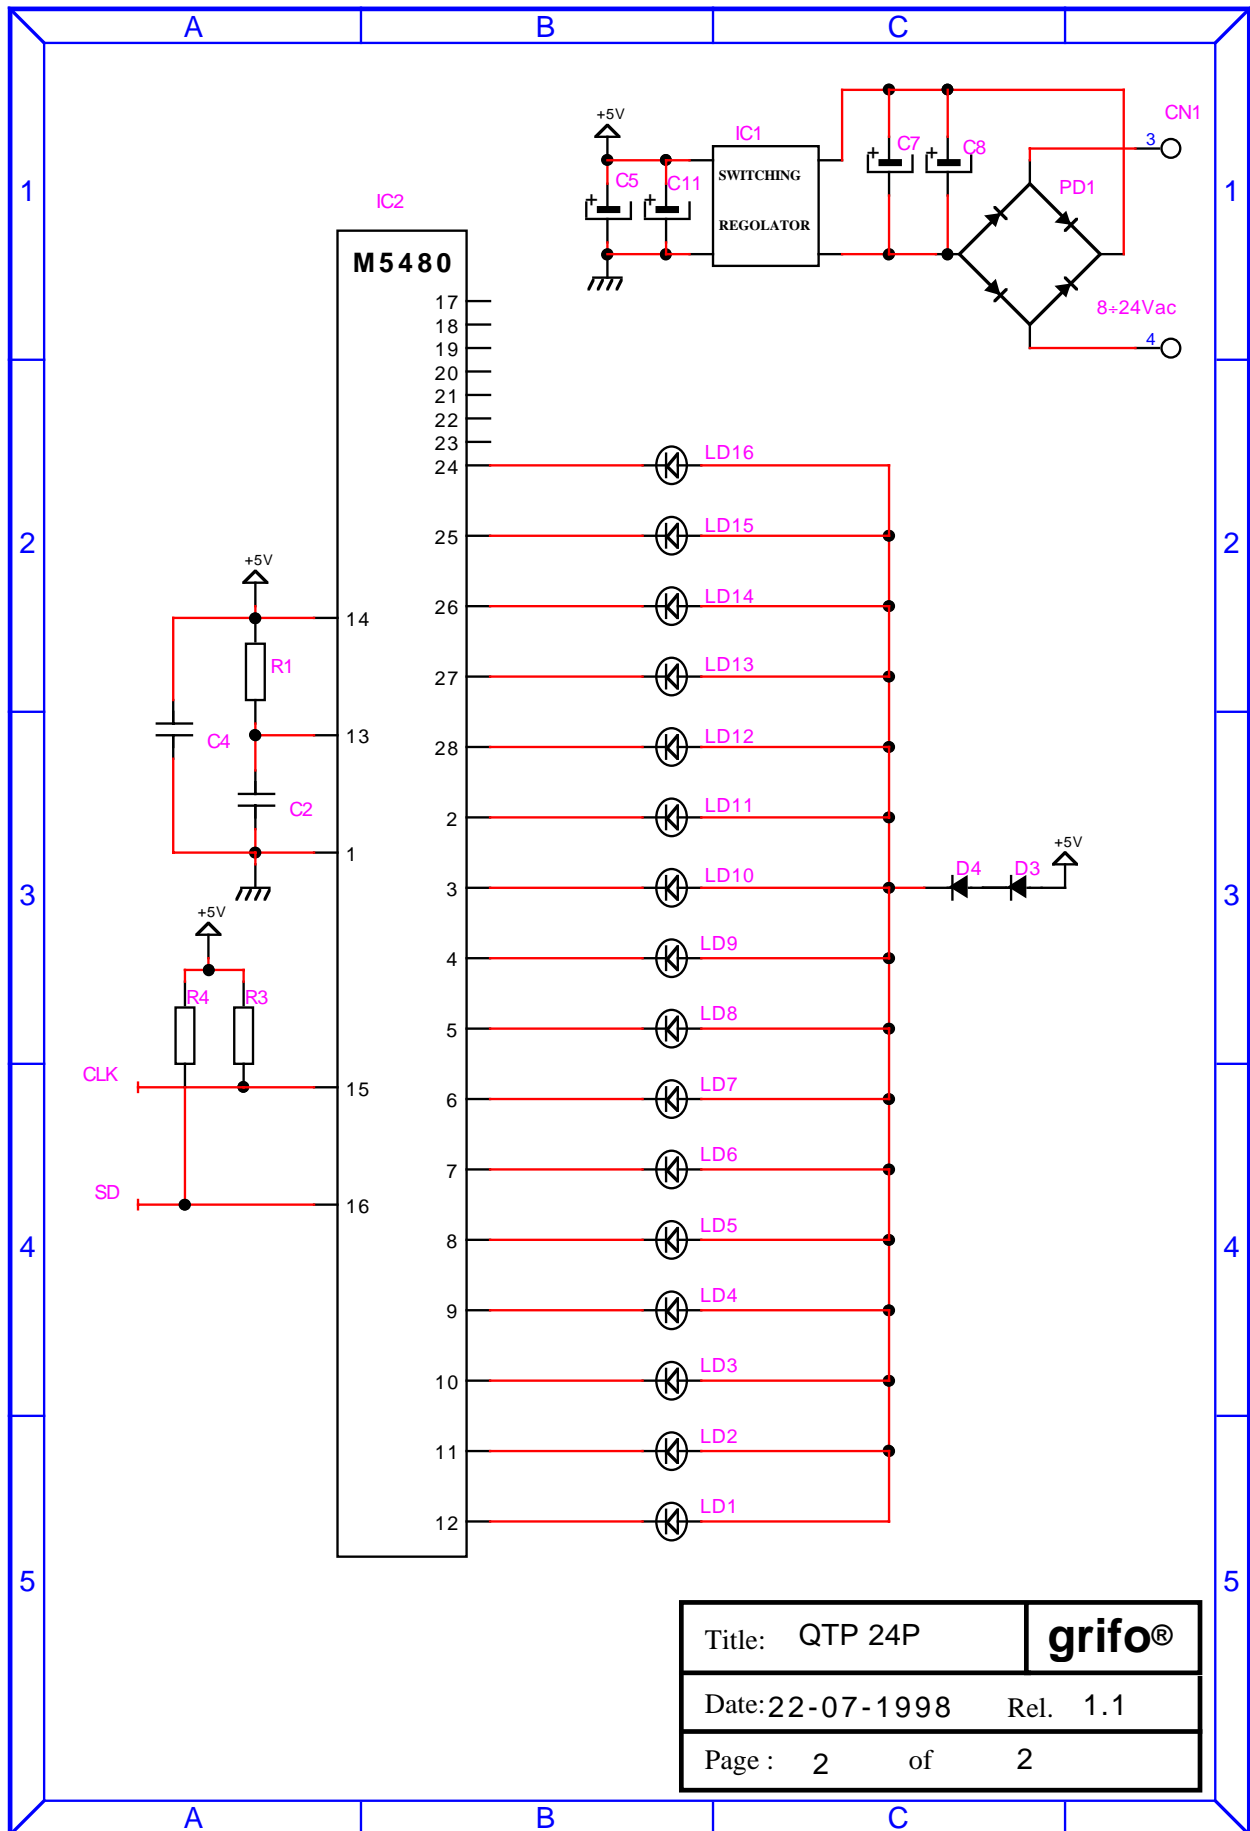 A B C
+5V
IC1
C7
C8
CN1
3
SWITCHING
C5
C11
PD1
1
1
IC2
REGOLATOR
M5480
17
8÷24Vac
18
4
19
20
21
22
23
24
LD16
2
25
LD15
2
+5V
26
LD14
14
R1
27
LD13
C4
13
28
LD12
C2
2
LD11
1
+5V
3
3
LD10
D4
D3
3
+5V
4
LD9
R4
R3
5
LD8
CLK
15
6
LD7
7
LD6
SD
16
4
8
LD5
4
9
LD4
10
LD3
11
LD2
12
LD1
5
5
Title: QTP 24P
grifo®
Date: 22-07-1998 Rel. 1.1
Page : 2 of 2
A B C